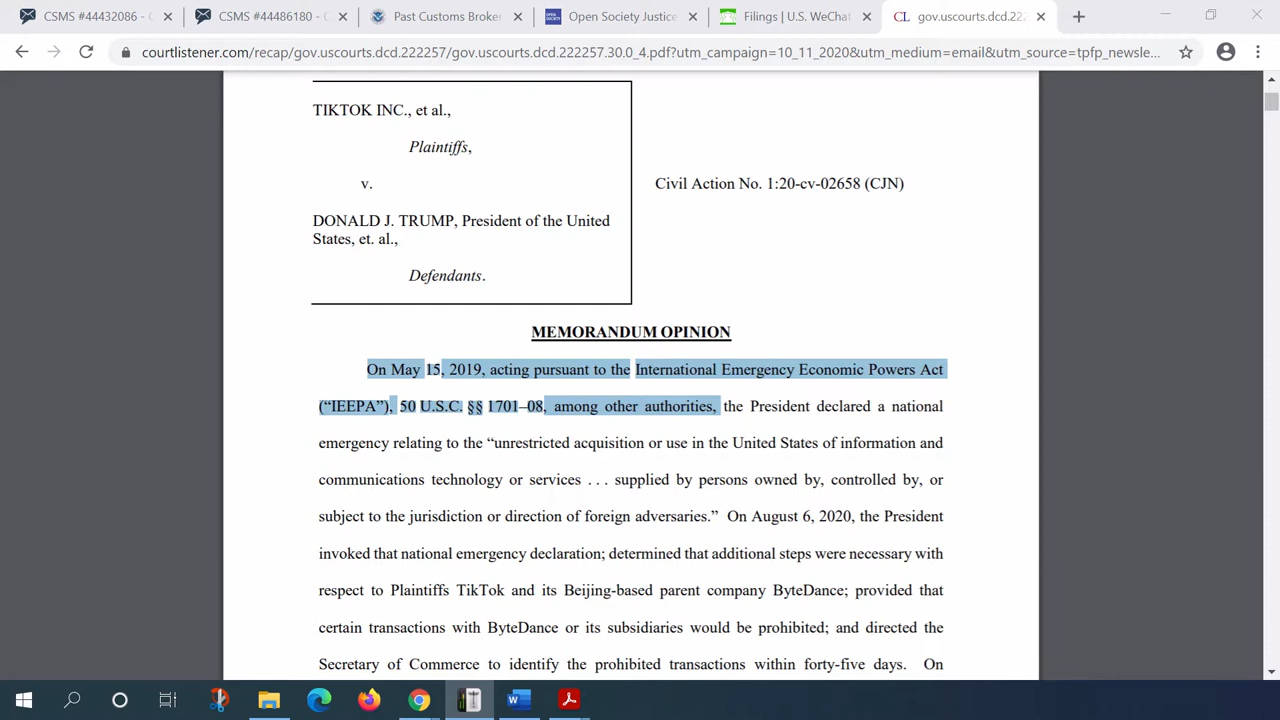 CSMS #44432686 - C
CSMS #44486180 - C
Past Customs Broker
Open Society Justice
Filings | U.S. WeChat
CL gov.uscourts.dcd.222
courtlistener.com/recap/gov.uscourts.dcd.222257/gov.uscourts.dcd.222257.30.0_4.pdf?utm_campaign=10_11_2020&utm_medium=email&utm_source=tpfp_newsle...
TIKTOK INC., et al.,
Plaintiffs,
v.
Civil Action No. 1:20-cv-02658 (CJN)
DONALD J. TRUMP, President of the United
States, et. al.,
Defendants.
MEMORANDUM OPINION
On May 15, 2019, acting pursuant to the International Emergency Economic Powers Act
(“IEEPA”), 50 U.S.C. §§ 1701–08, among other authorities, the President declared a national
emergency relating to the “unrestricted acquisition or use in the United States of information and
communications technology or services . . . supplied by persons owned by, controlled by, or
subject to the jurisdiction or direction of foreign adversaries.” On August 6, 2020, the President
invoked that national emergency declaration; determined that additional steps were necessary with
respect to Plaintiffs TikTok and its Beijing-based parent company ByteDance; provided that
certain transactions with ByteDance or its subsidiaries would be prohibited; and directed the
Secretary of Commerce to identify the prohibited transactions within forty-five days. On